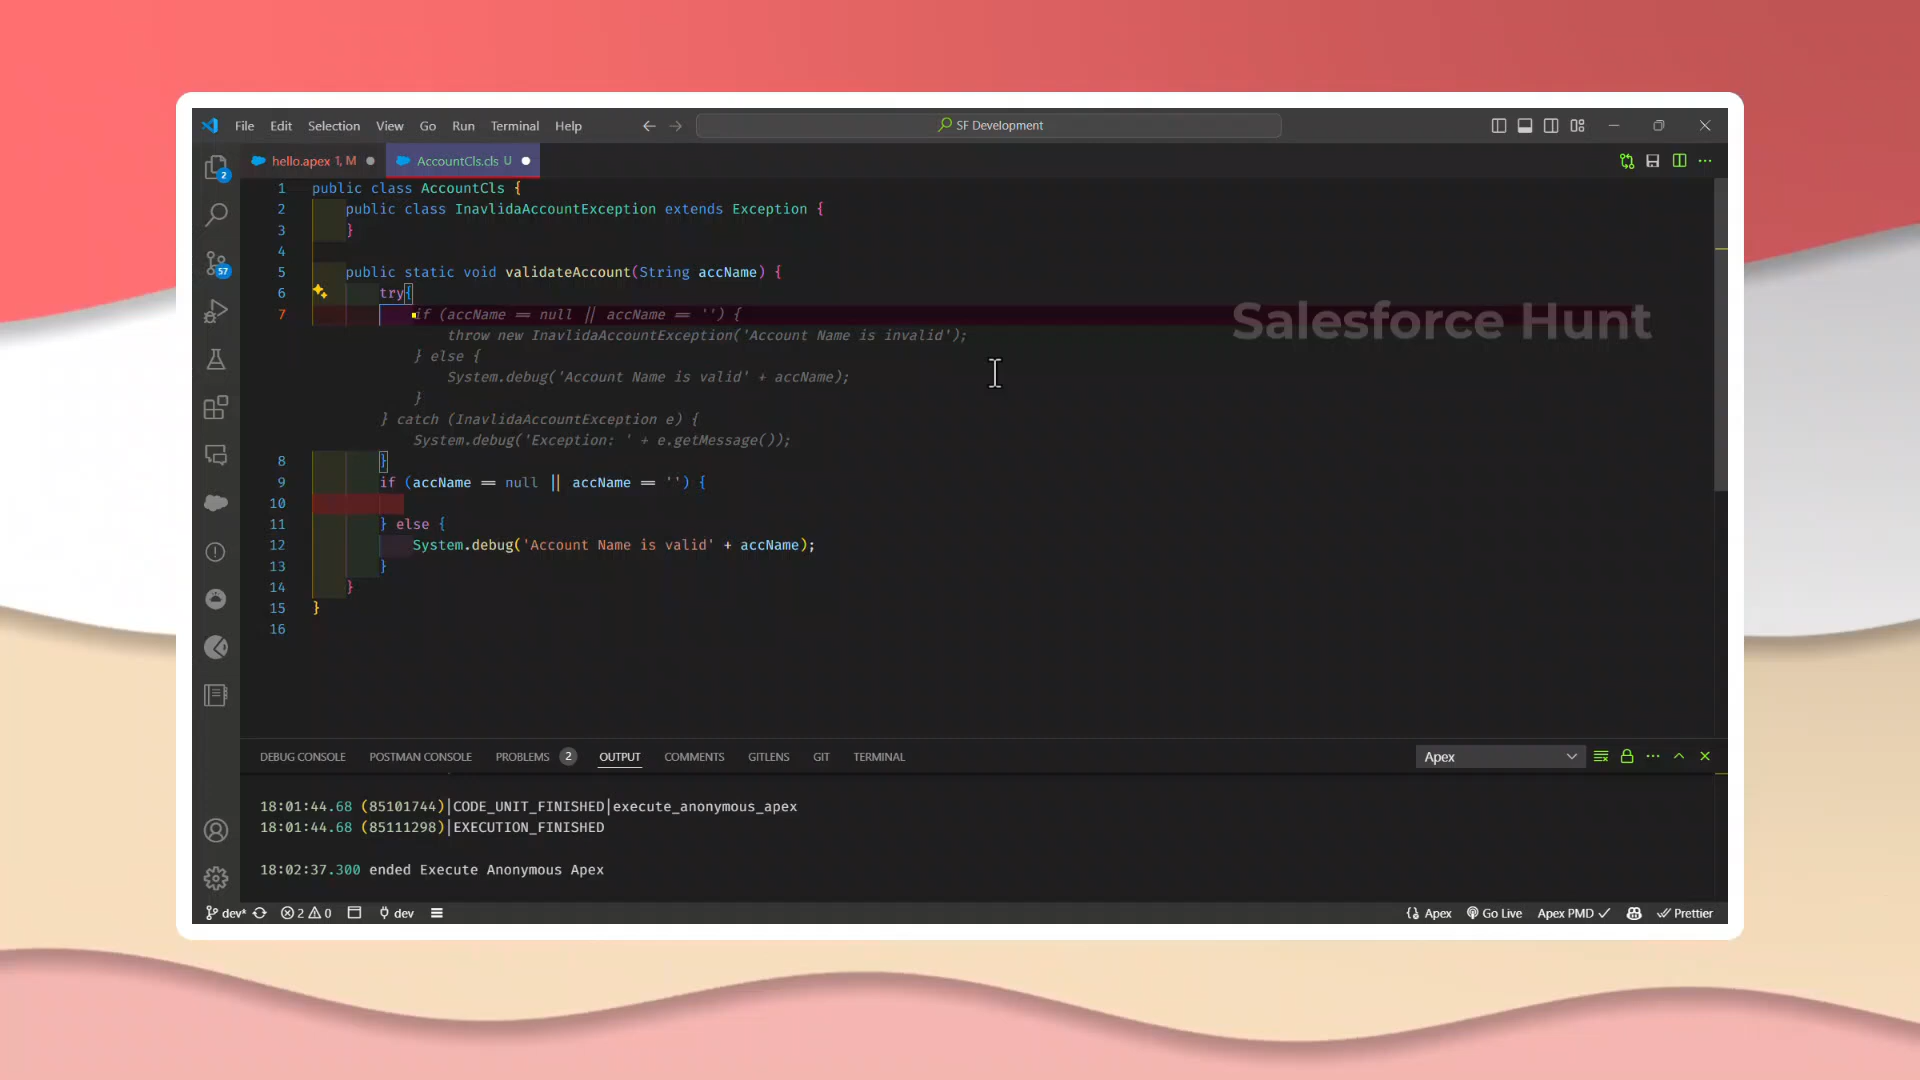 File Edit Selection View Go Run Terminal Help
SF Development
hello.apex 1, M
AccountCls.cls U
2
57
Salesforce Hunt
1 public class AccountCls {
2 public class InavlidaAccountException extends Exception {
3 }
4
5 public static void validateAccount(String accName) {
6 try{
7 if (accName == null || accName == '') {
throw new InavlidaAccountException('Account Name is invalid');
} else {
System.debug('Account Name is valid' + accName);
}
} catch (InavlidaAccountException e) {
System.debug('Exception: ' + e.getMessage());
8 }
9 if (accName == null || accName == '') {
10
11 } else {
12 System.debug('Account Name is valid' + accName);
13 }
14 }
15 }
16
DEBUG CONSOLE POSTMAN CONSOLE PROBLEMS 2 OUTPUT COMMENTS GITLENS GIT TERMINAL
Apex
18:01:44.68 (85101744)|CODE_UNIT_FINISHED|execute_anonymous_apex
18:01:44.68 (85111298)|EXECUTION_FINISHED
18:02:37.300 ended Execute Anonymous Apex
dev* 2 0 dev
Apex Go Live Apex PMD Prettier